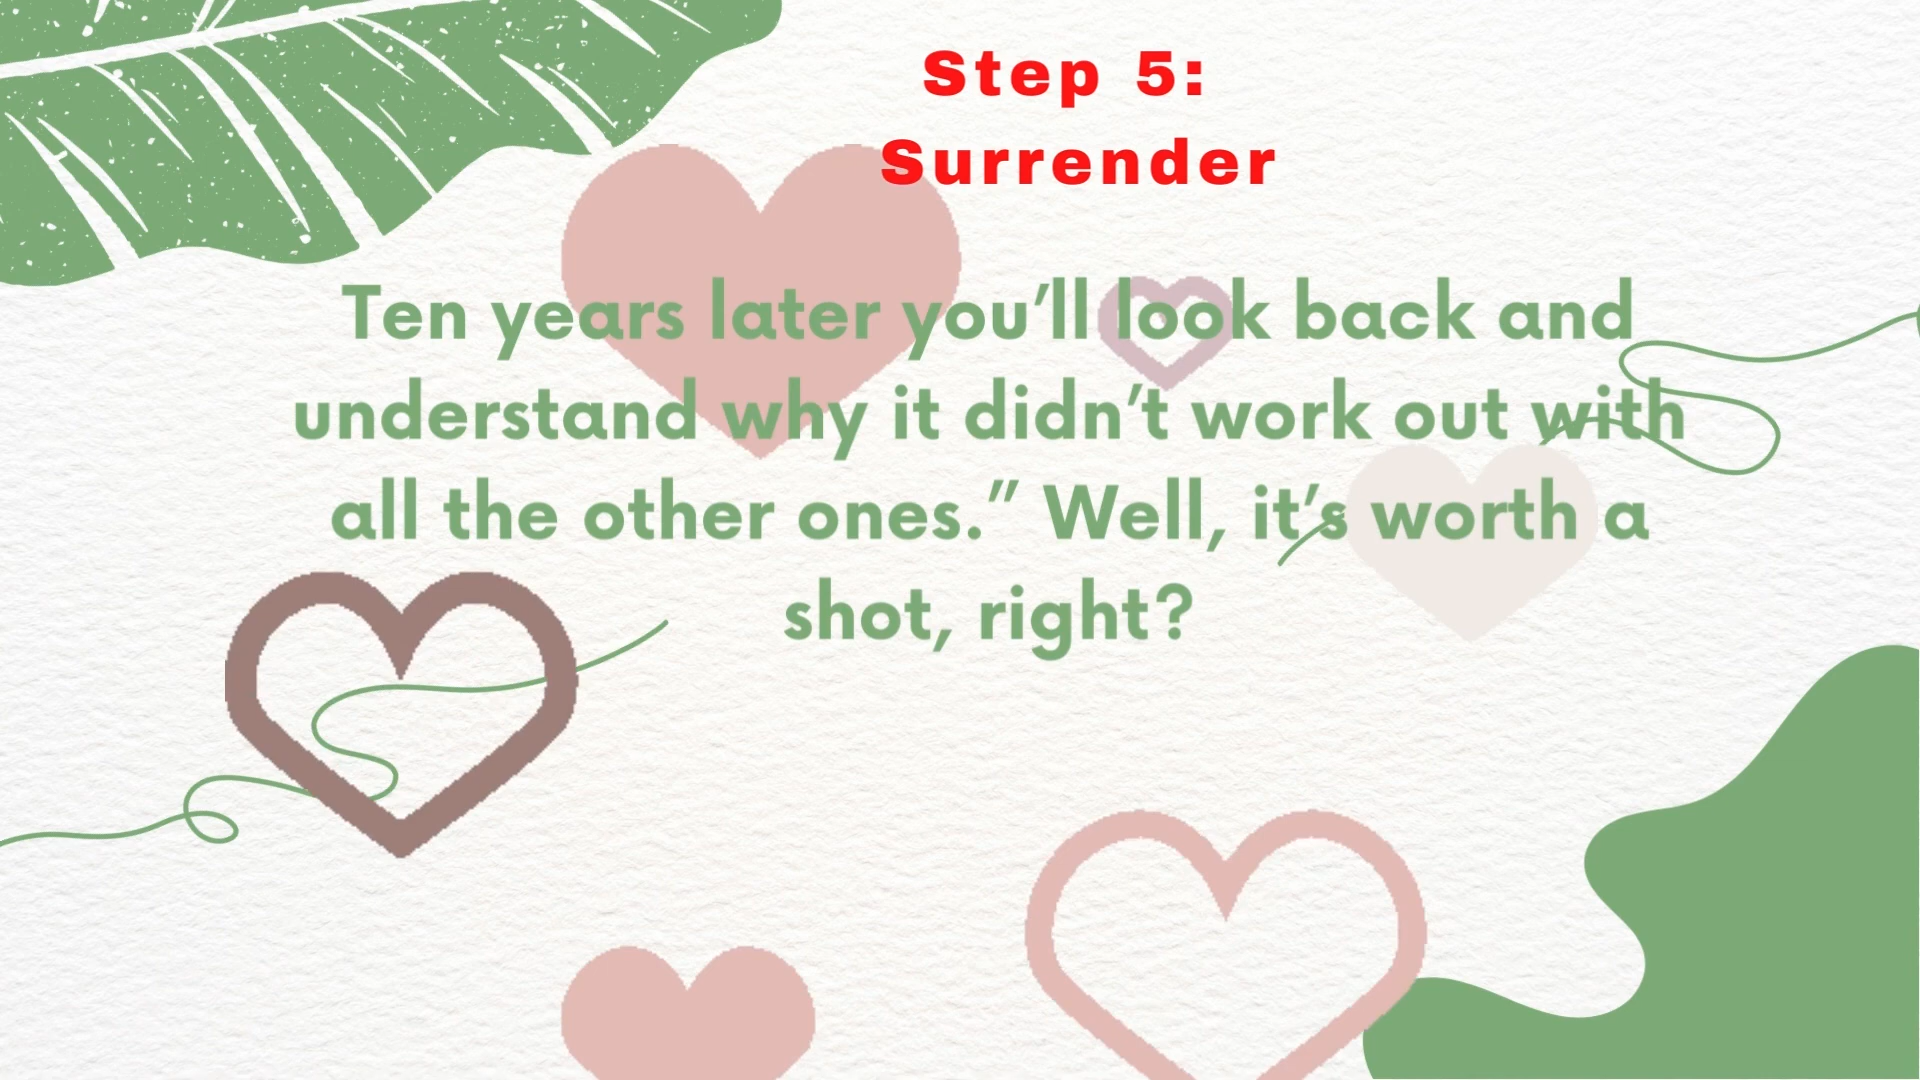 Step 5:
Surrender
Ten years later you’ll look back and
understand why it didn’t work out with
all the other ones.” Well, it’s worth a
shot, right?